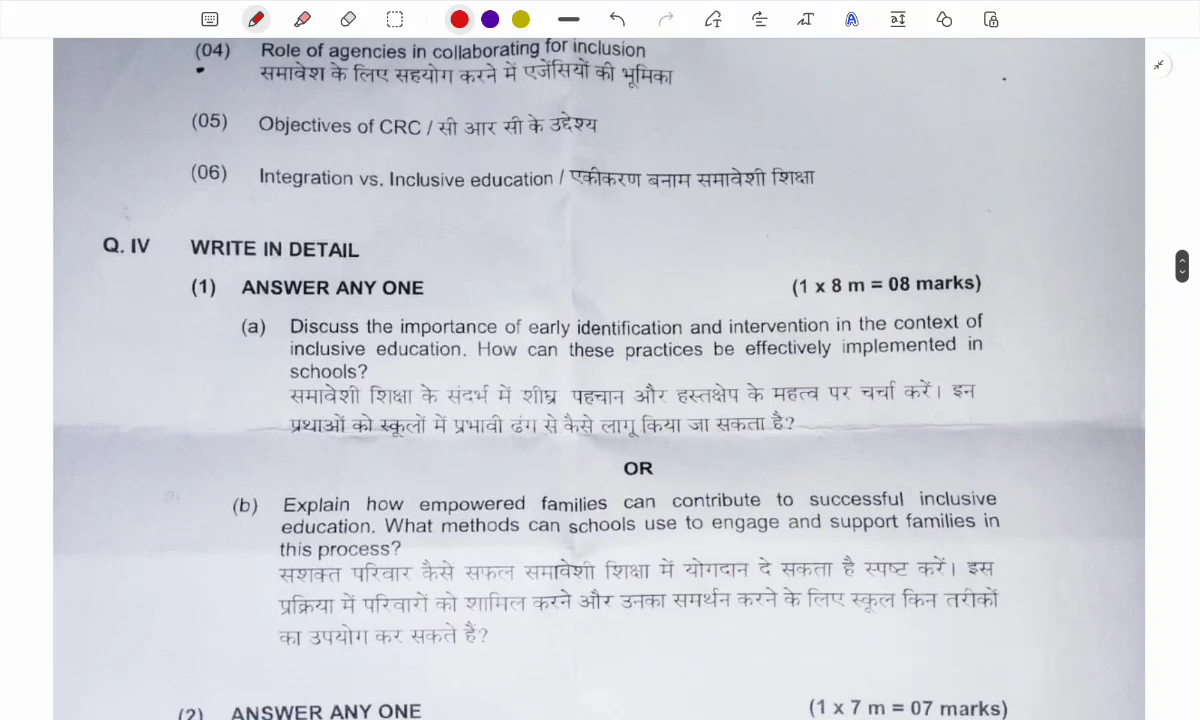 (04) Role of agencies in collaborating for inclusion
समावेश के लिए सहयोग करने में एजेंसियों की भूमिका
(05) Objectives of CRC / सी आर सी के उद्देश्य
(06) Integration vs. Inclusive education / एकीकरण बनाम समावेशी शिक्षा
Q. IV WRITE IN DETAIL
(1) ANSWER ANY ONE (1 x 8 m = 08 marks)
(a) Discuss the importance of early identification and intervention in the context of
inclusive education. How can these practices be effectively implemented in
schools?
समावेशी शिक्षा के संदर्भ में शीघ्र पहचान और हस्तक्षेप के महत्व पर चर्चा करें। इन
प्रथाओं को स्कूलों में प्रभावी ढंग से कैसे लागू किया जा सकता है?
OR
(b) Explain how empowered families can contribute to successful inclusive
education. What methods can schools use to engage and support families in
this process?
सशक्त परिवार कैसे सफल समावेशी शिक्षा में योगदान दे सकता है स्पष्ट करें। इस
प्रक्रिया में परिवारों को शामिल करने और उनका समर्थन करने के लिए स्कूल किन तरीकों
का उपयोग कर सकते हैं?
(2) ANSWER ANY ONE (1 x 7 m = 07 marks)